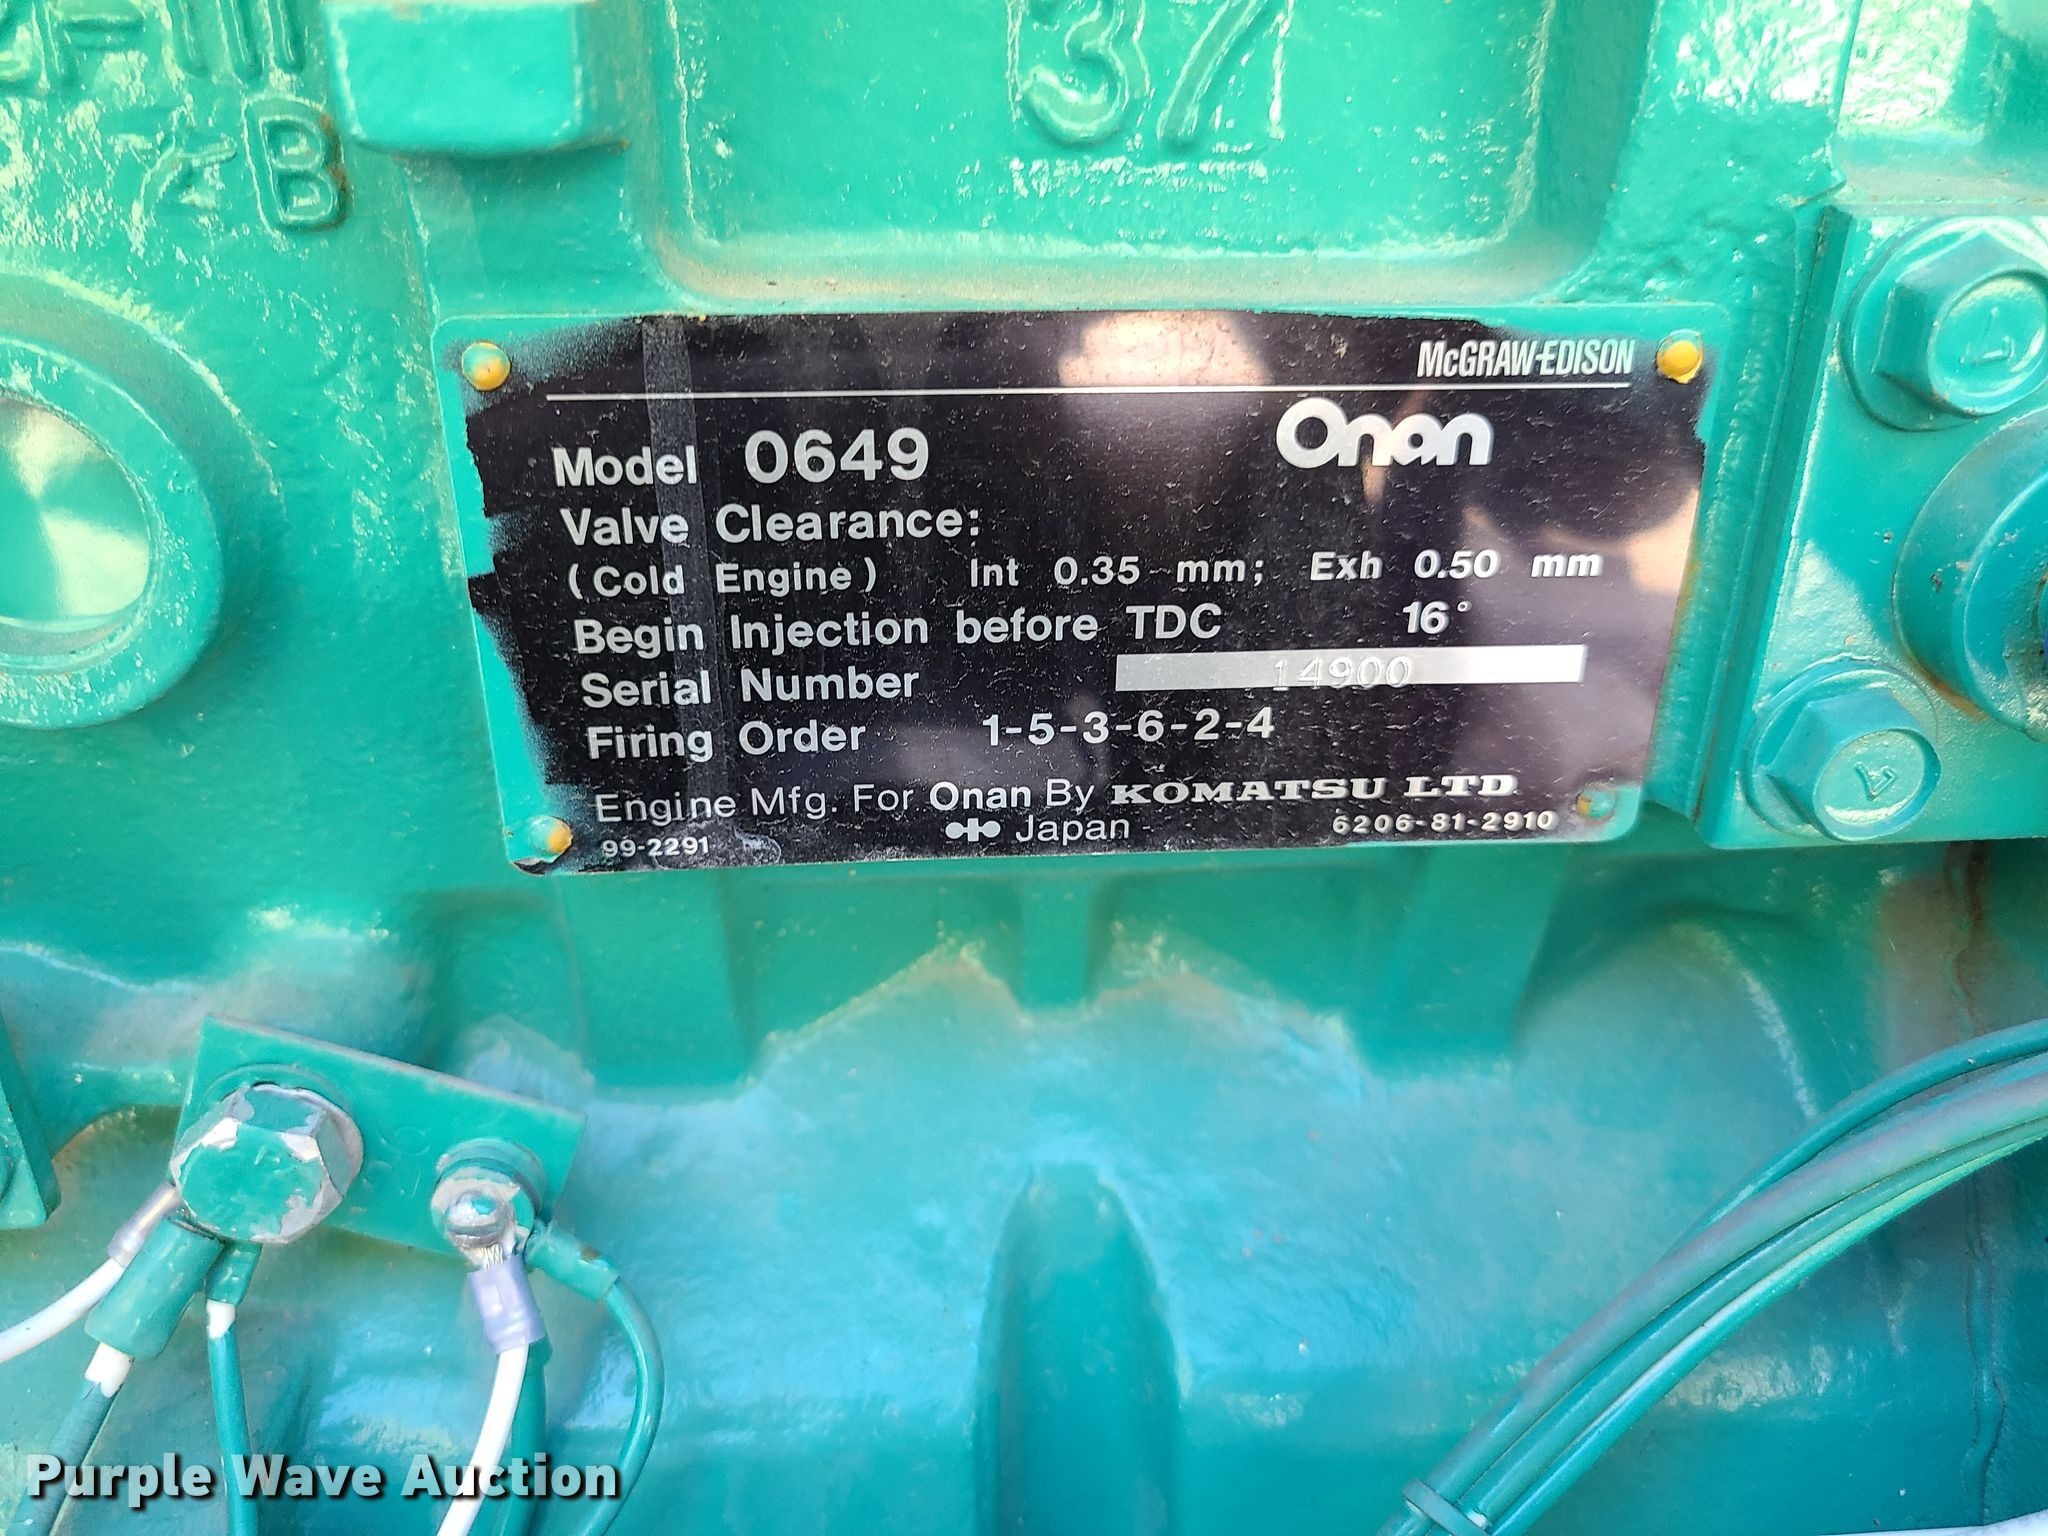 37
B
McGRAW-EDISON
Onan
Model 0649
Valve Clearance:
(Cold Engine) Int 0.35 mm; Exh 0.50 mm
Begin Injection before TDC 16°
Serial Number 14900
Firing Order 1-5-3-6-2-4
Engine Mfg. For Onan By KOMATSU LTD.
Japan
99-2291 6206-81-2910
Purple Wave Auction